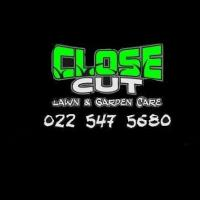 CLOSE
CUT
LAWN & GARDEN CARE
022 547 5680